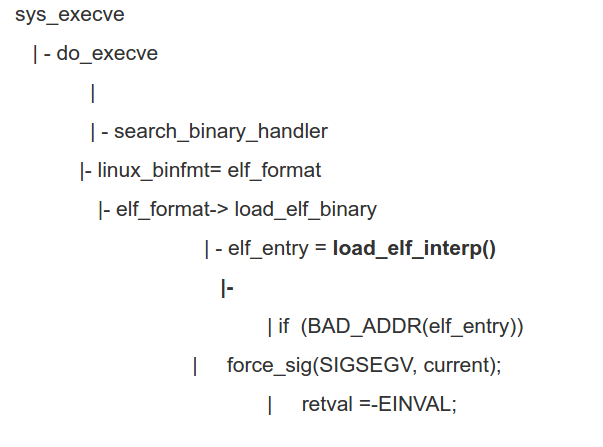 sys_execve
| - do_execve
|
| - search_binary_handler
|- linux_binfmt= elf_format
|- elf_format-> load_elf_binary
| - elf_entry = load_elf_interp()
|-
| if  (BAD_ADDR(elf_entry))
|     force_sig(SIGSEGV, current);
|     retval =-EINVAL;